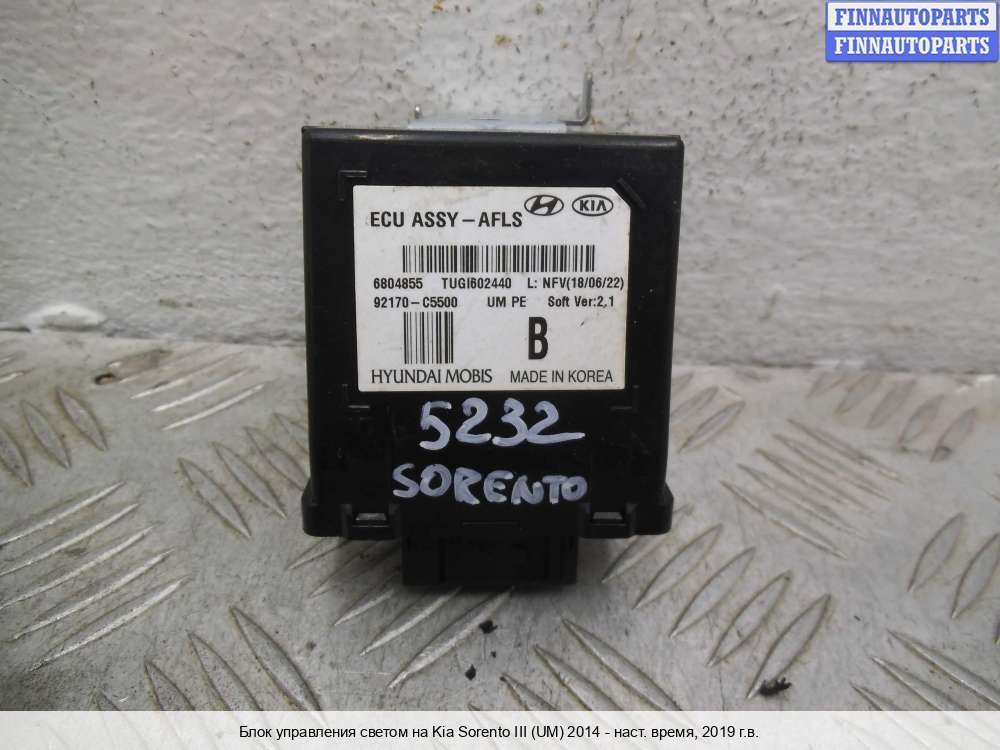 FINNAUTOPARTS
FINNAUTOPARTS
ECU ASSY-AFLS KIA
6804855 TUGI602440 L: NFV(18/06/22)
92170-C5500 UM PE Soft Ver:2.1
B
HYUNDAI MOBIS MADE IN KOREA
5232
SORENTO
Блок управления светом на Kia Sorento III (UM) 2014 - наст. время, 2019 г.в.